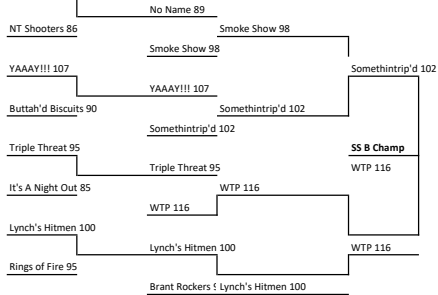 No Name 89
NT Shooters 86
Smoke Show 98
Smoke Show 98
YAAAY!!! 107
Somethintrip'd 102
YAAAY!!! 107
Buttah'd Biscuits 90
Somethintrip'd 102
Somethintrip'd 102
Triple Threat 95
SS B Champ
Triple Threat 95
WTP 116
It's A Night Out 85
WTP 116
WTP 116
Lynch's Hitmen 100
Lynch's Hitmen 100
WTP 116
Rings of Fire 95
Brant Rockers
Lynch's Hitmen 100